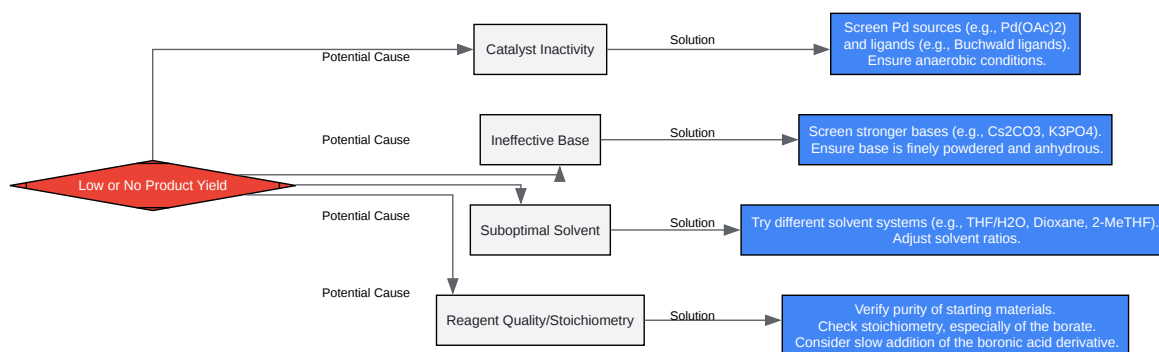 Low or No Product Yield
Potential Cause
Catalyst Inactivity
Solution
Screen Pd sources (e.g., Pd(OAc)2)
and ligands (e.g., Buchwald ligands).
Ensure anaerobic conditions.
Potential Cause
Ineffective Base
Solution
Screen stronger bases (e.g., Cs2CO3, K3PO4).
Ensure base is finely powdered and anhydrous.
Potential Cause
Suboptimal Solvent
Solution
Try different solvent systems (e.g., THF/H2O, Dioxane, 2-MeTHF).
Adjust solvent ratios.
Potential Cause
Reagent Quality/Stoichiometry
Solution
Verify purity of starting materials.
Check stoichiometry, especially of the borate.
Consider slow addition of the boronic acid derivative.